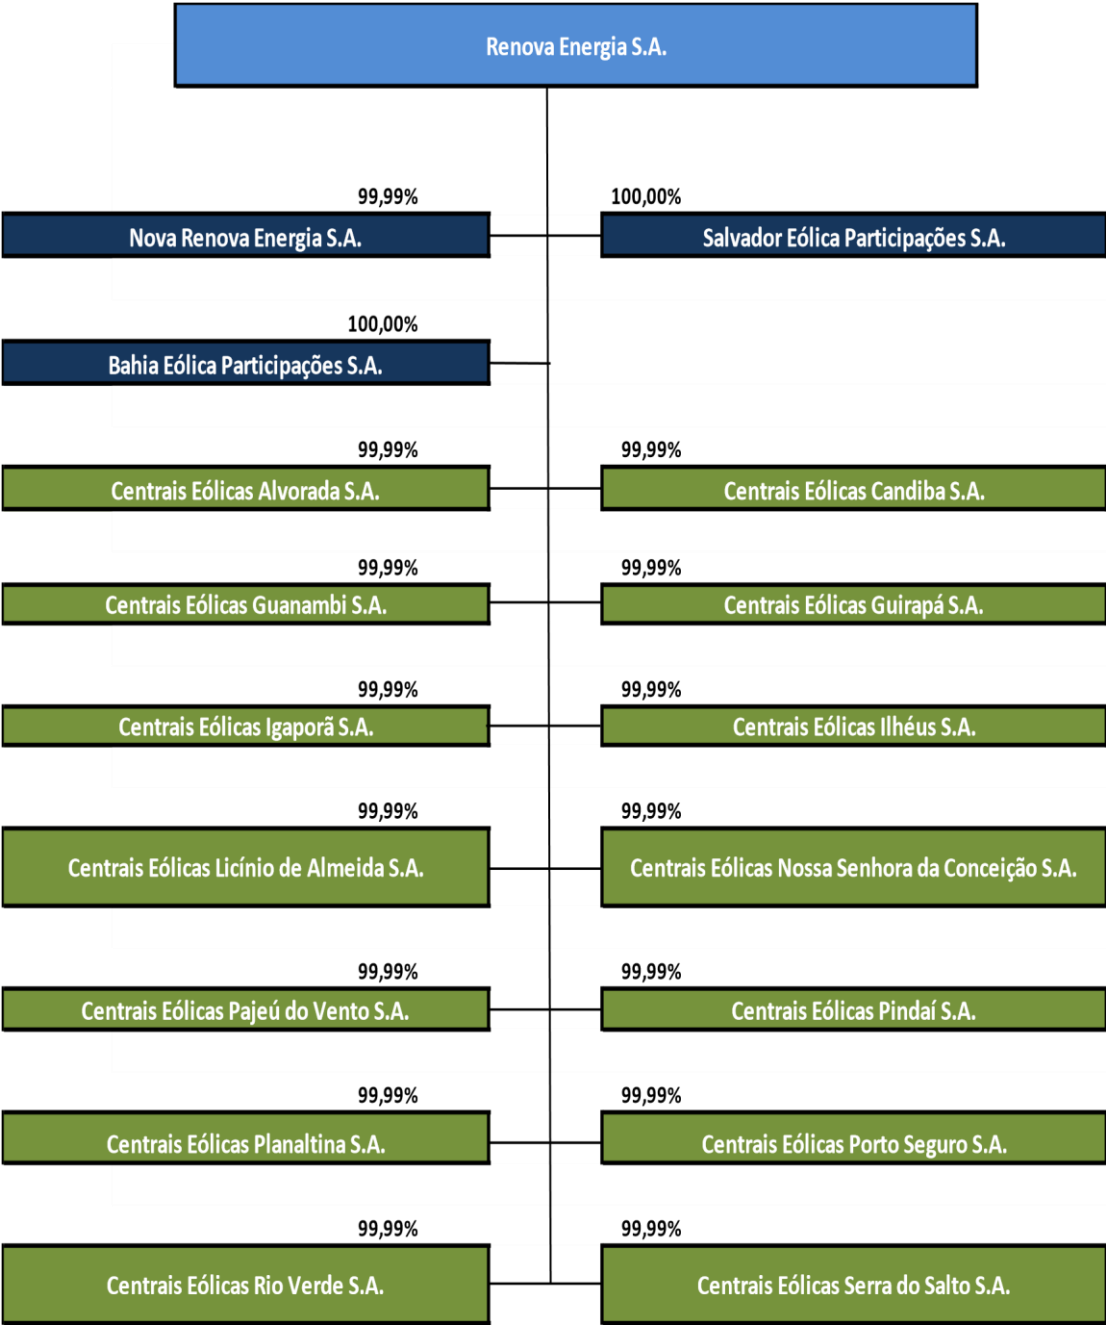 Renova Energia S.A.
99,99%
100,00%
Nova Renova Energia S.A.
Salvador Eólica Participações S.A.
100,00%
Bahia Eólica Participações S.A.
99,99%
99,99%
Centrais Eólicas Alvorada S.A.
Centrais Eólicas Candiba S.A.
99,99%
99,99%
Centrais Eólicas Guanambi S.A.
Centrais Eólicas Guirapá S.A.
99,99%
99,99%
Centrais Eólicas Igaporã S.A.
Centrais Eólicas Ilhéus S.A.
99,99%
99,99%
Centrais Eólicas Licínio de Almeida S.A.
Centrais Eólicas Nossa Senhora da Conceição S.A.
99,99%
99,99%
Centrais Eólicas Pajeú do Vento S.A.
Centrais Eólicas Pindaí S.A.
99,99%
99,99%
Centrais Eólicas Planaltina S.A.
Centrais Eólicas Porto Seguro S.A.
99,99%
99,99%
Centrais Eólicas Rio Verde S.A.
Centrais Eólicas Serra do Salto S.A.